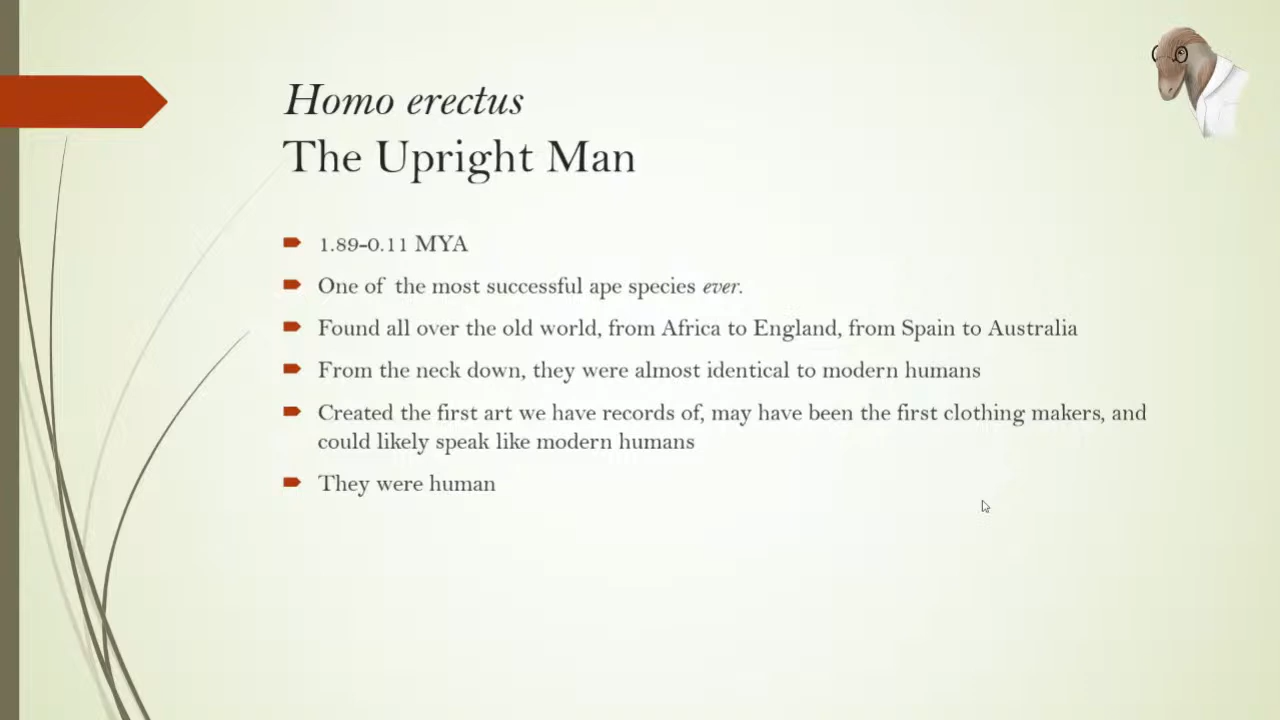 Homo erectus
The Upright Man
1.89-0.11 MYA
One of the most successful ape species ever.
Found all over the old world, from Africa to England, from Spain to Australia
From the neck down, they were almost identical to modern humans
Created the first art we have records of, may have been the first clothing makers, and
could likely speak like modern humans
They were human